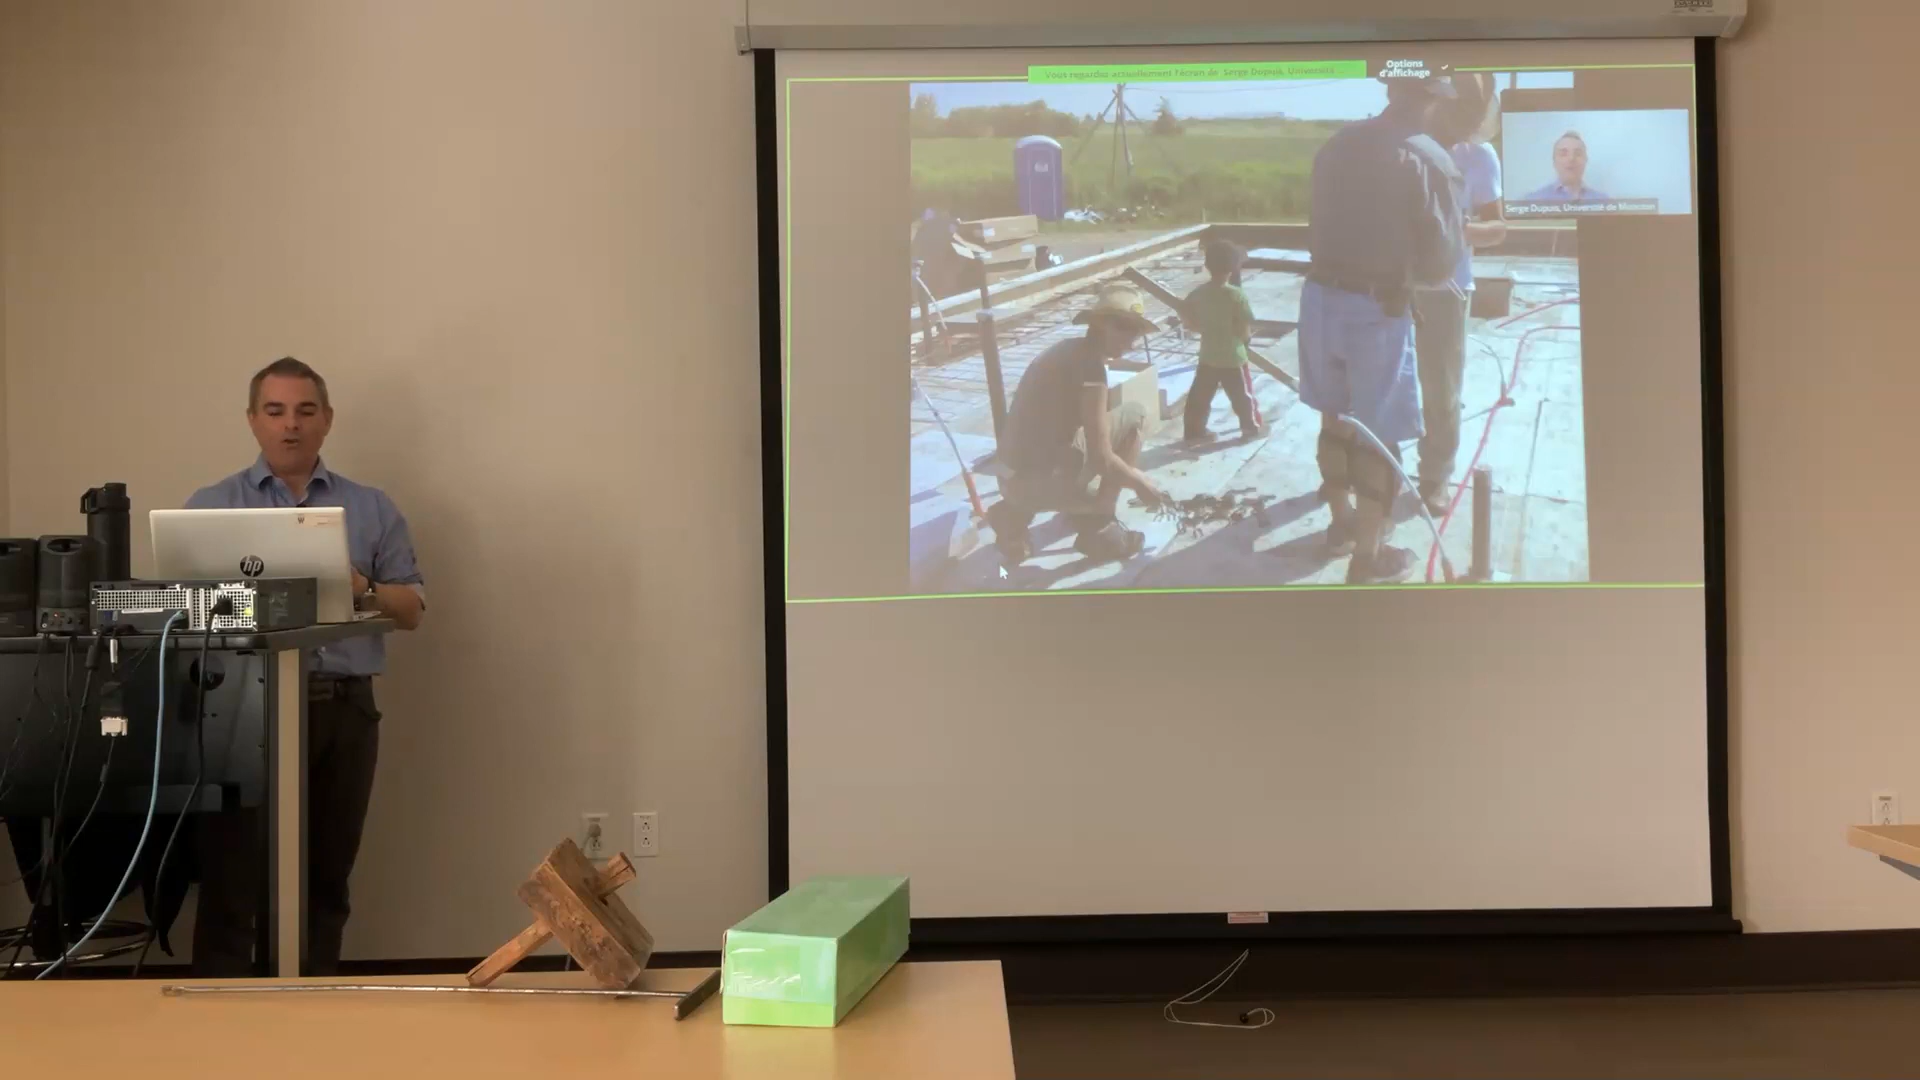 Vous regardez actuellement l'écran de Serge Dupuis, Université ...
Options
d'affichage
Serge Dupuis, Université de Moncton
hp